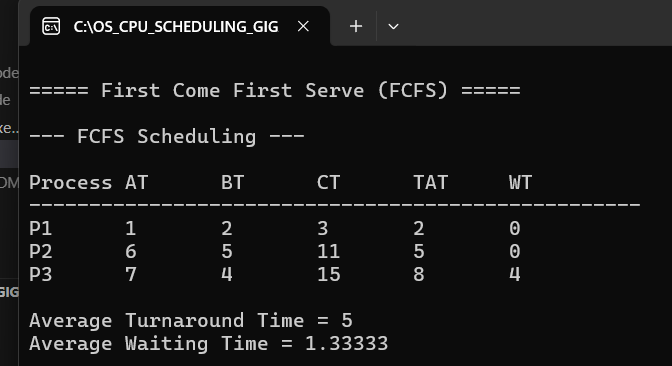 C:\OS_CPU_SCHEDULING_GIG
===== First Come First Serve (FCFS) =====
--- FCFS Scheduling ---
Process AT BT CT TAT WT
----------------------------------------------------
P1 1 2 3 2 0
P2 6 5 11 5 0
P3 7 4 15 8 4
Average Turnaround Time = 5
Average Waiting Time = 1.33333